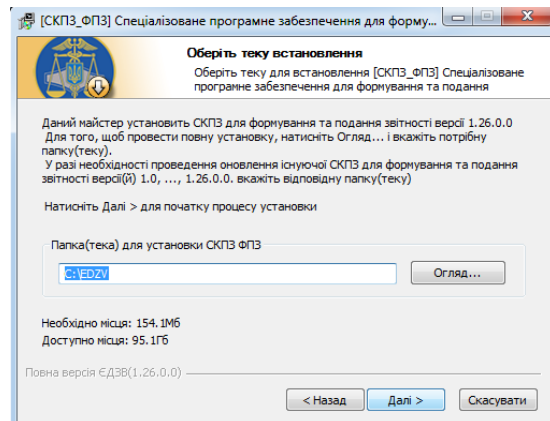 [СКПЗ_ФПЗ] Спеціалізоване програмне забезпечення для форму...
Оберіть теку встановлення
Оберіть теку для встановлення [СКПЗ_ФПЗ] Спеціалізоване
програмне забезпечення для формування та подання
Даний майстер установить СКПЗ для формування та подання звітності версії 1.26.0.0
Для того, щоб провести повну установку, натисніть Огляд... і вкажіть потрібну
папку(теку).
У разі необхідності проведення оновлення існуючої СКПЗ для формування та подання
звітності версії(й) 1.0, ..., 1.26.0.0. вкажіть відповідну папку(теку)
Натисніть Далі > для початку процесу установки
Папка(тека) для установки СКПЗ ФПЗ
C:\EDZV
Огляд...
Необхідно місця: 154.1Мб
Доступно місця: 95.1Гб
Повна версія ЄДЗВ(1.26.0.0)
< Назад
Далі >
Скасувати